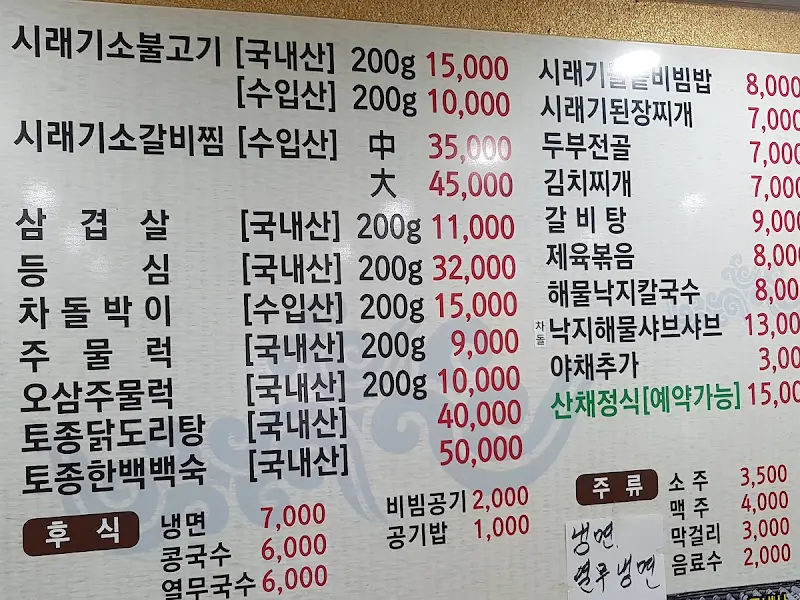 시래기소불고기 [국내산] 200g 15,000
[수입산] 200g 10,000
시래기소갈비찜 [수입산] 中 35,000
大 45,000
삼겹살 [국내산] 200g 11,000
등심 [국내산] 200g 32,000
차돌박이 [수입산] 200g 15,000
주물럭 [국내산] 200g 9,000
오삼주물럭 [국내산] 200g 10,000
토종닭도리탕 [국내산] 40,000
토종한백백숙 [국내산] 50,000
후식
냉면 7,000
콩국수 6,000
열무국수 6,000
비빔공기 2,000
공기밥 1,000
8,000
시래기된장찌개 7,000
두부전골 7,000
김치찌개 7,000
갈비탕 9,000
제육볶음 8,000
해물낙지칼국수 8,000
차돌 낙지해물샤브샤브 13,000
야채추가 3,000
산채정식[예약가능] 15,000
주류
소주 3,500
맥주 4,000
막걸리 3,000
음료수 2,000
냉면
열무냉면